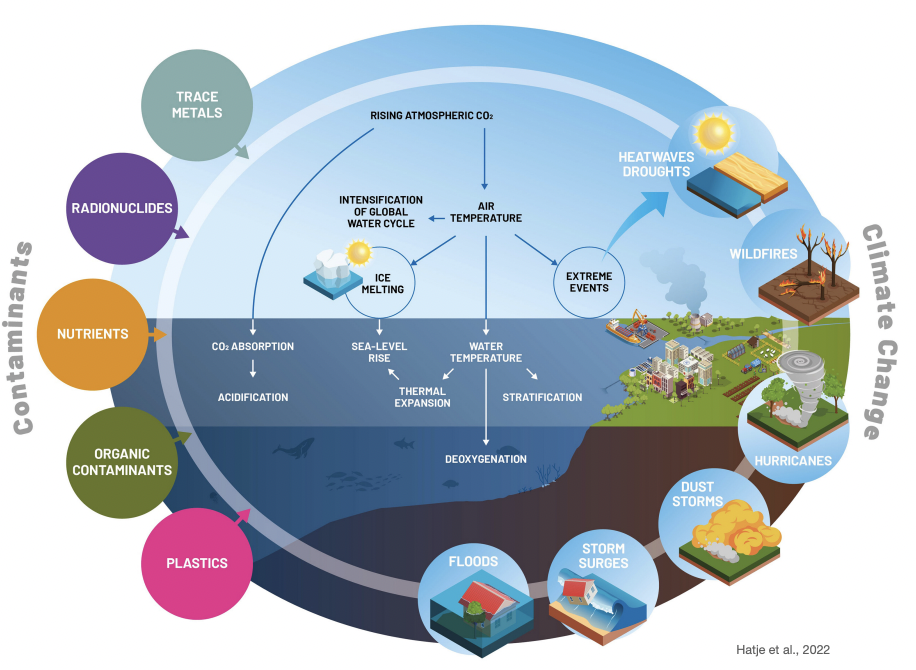 TRACE
METALS
RADIONUCLIDES
NUTRIENTS
ORGANIC
CONTAMINANTS
PLASTICS
Contaminants
RISING ATMOSPHERIC CO₂
INTENSIFICATION
OF GLOBAL
WATER CYCLE
AIR
TEMPERATURE
ICE
MELTING
EXTREME
EVENTS
CO₂ ABSORPTION
SEA-LEVEL
RISE
WATER
TEMPERATURE
ACIDIFICATION
THERMAL
EXPANSION
STRATIFICATION
DEOXYGENATION
HEATWAVES
DROUGHTS
WILDFIRES
HURRICANES
DUST
STORMS
STORM
SURGES
FLOODS
Climate Change
Hatje et al., 2022